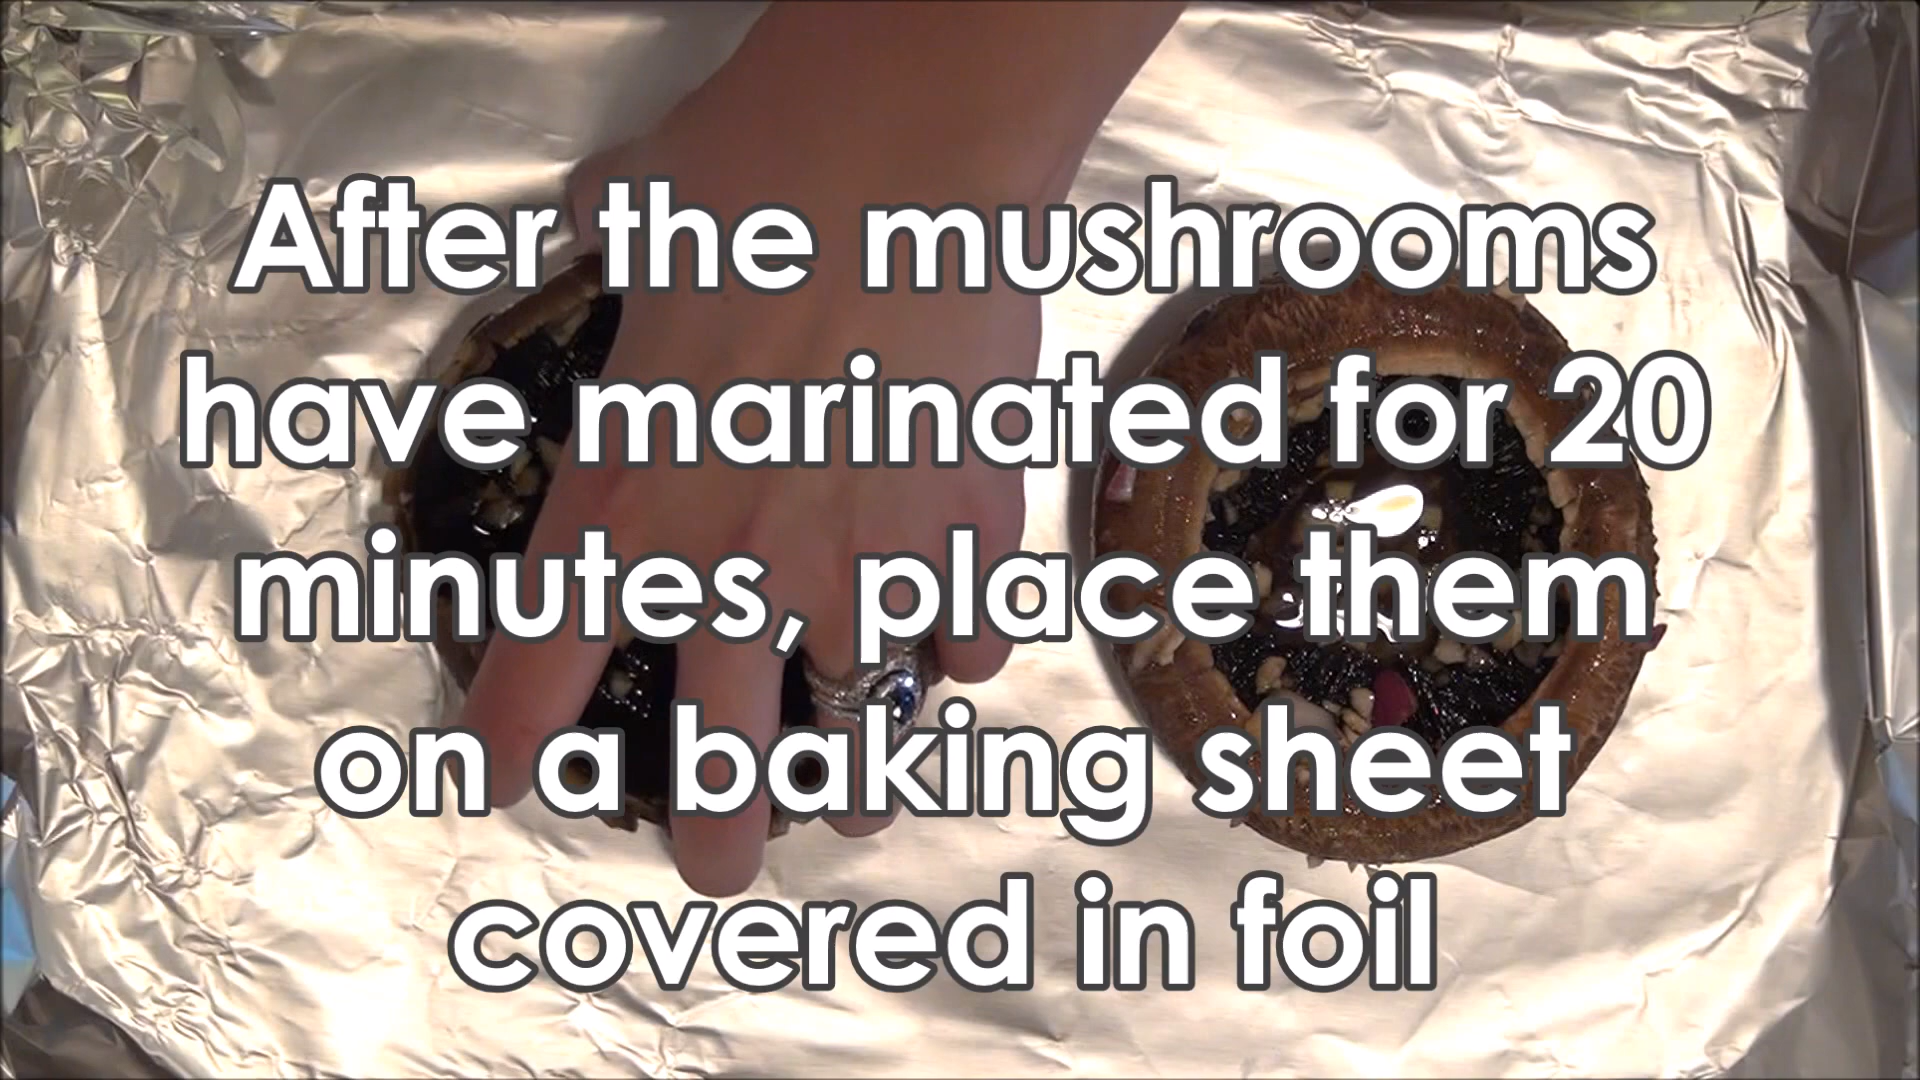 After the mushrooms
have marinated for 20
minutes, place them
on a baking sheet
covered in foil